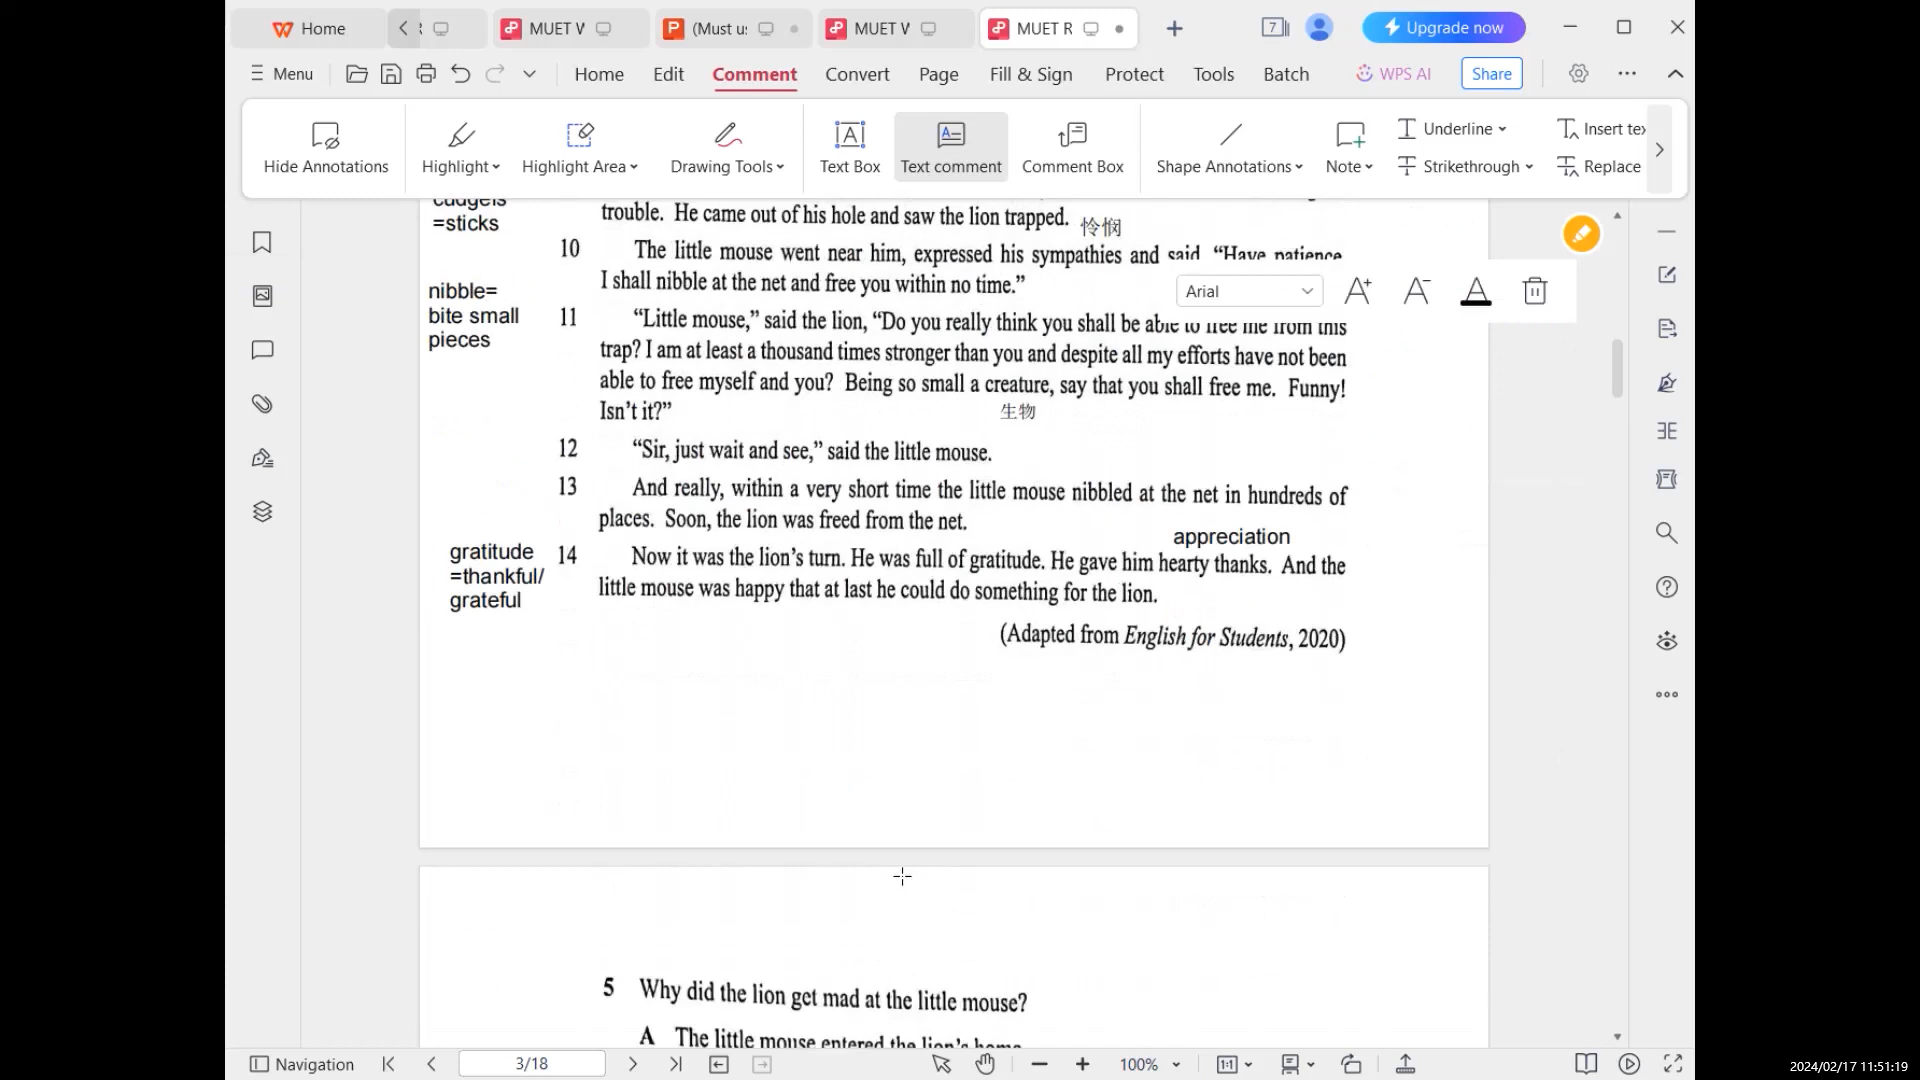 Home
MUET V
(Must u
MUET V
MUET R
7
Upgrade now
Menu
Home
Edit
Comment
Convert
Page
Fill & Sign
Protect
Tools
Batch
WPS AI
Share
Hide Annotations
Highlight
Highlight Area
Drawing Tools
Text Box
Text comment
Comment Box
Shape Annotations
Note
Underline
Strikethrough
Insert tex
Replace
cudgels
=sticks
trouble. He came out of his hole and saw the lion trapped.
怜悯
10 The little mouse went near him, expressed his sympathies and said, “Have patience,
I shall nibble at the net and free you within no time.”
Arial
nibble=
bite small
pieces
11 “Little mouse,” said the lion, “Do you really think you shall be able to free me from this
trap? I am at least a thousand times stronger than you and despite all my efforts have not been
able to free myself and you? Being so small a creature, say that you shall free me. Funny!
Isn’t it?”
生物
12 “Sir, just wait and see,” said the little mouse.
13 And really, within a very short time the little mouse nibbled at the net in hundreds of
places. Soon, the lion was freed from the net.
appreciation
gratitude
=thankful/
grateful
14 Now it was the lion’s turn. He was full of gratitude. He gave him hearty thanks. And the
little mouse was happy that at last he could do something for the lion.
(Adapted from English for Students, 2020)
5 Why did the lion get mad at the little mouse?
A The little mouse entered the lion’s home
Navigation
3/18
1:1
100%
2024/02/17 11:51:19